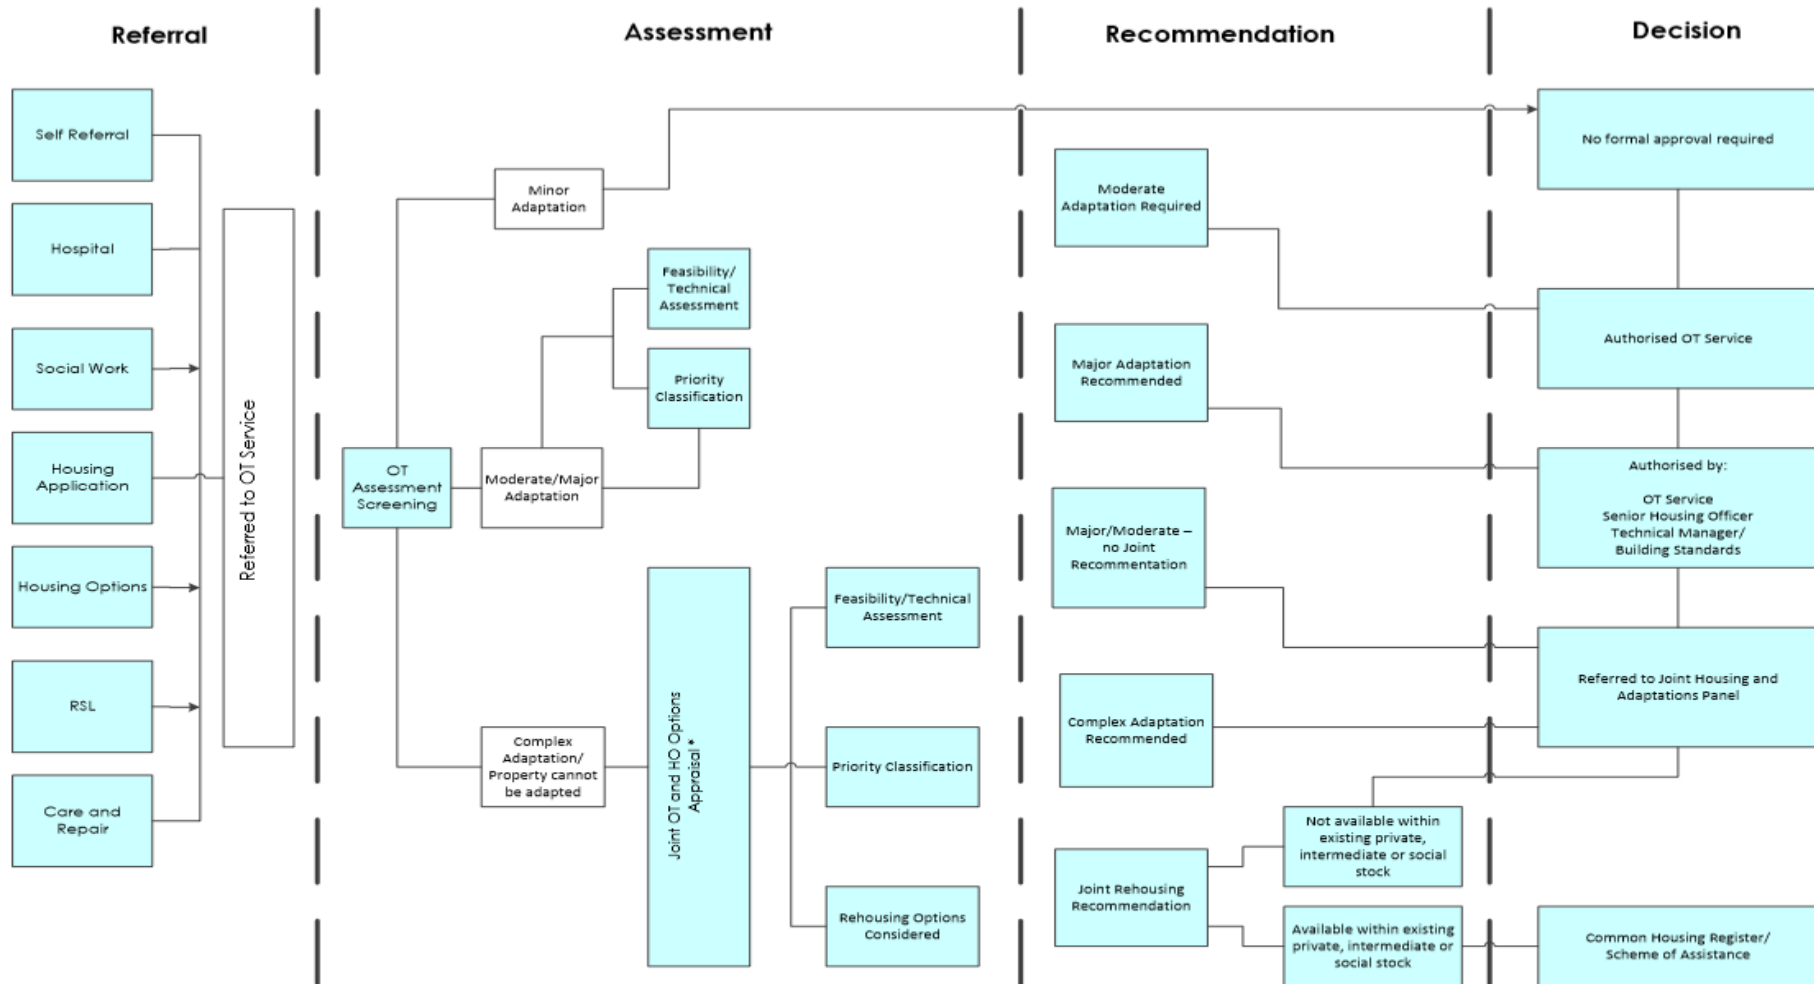 Referral
Assessment
Recommendation
Decision
Self Referral
Hospital
Social Work
Housing
Application
Housing Options
RSL
Care and
Repair
Referred to OT Service
OT
Assessment
Screening
Minor
Adaptation
Moderate/Major
Adaptation
Feasibility/
Technical
Assessment
Priority
Classification
Complex
Adaptation/
Property cannot
be adapted
Joint OT and HO Options
Appraisal *
Feasibility/Technical
Assessment
Priority Classification
Rehousing Options
Considered
Moderate
Adaptation Required
Major Adaptation
Recommended
Major/Moderate –
no Joint
Recommentation
Complex Adaptation
Recommended
Joint Rehousing
Recommendation
Not available within
existing private,
intermediate or social
stock
Available within existing
private, intermediate or
social stock
No formal approval required
Authorised OT Service
Authorised by:
OT Service
Senior Housing Officer
Technical Manager/
Building Standards
Referred to Joint Housing and
Adaptations Panel
Common Housing Register/
Scheme of Assistance